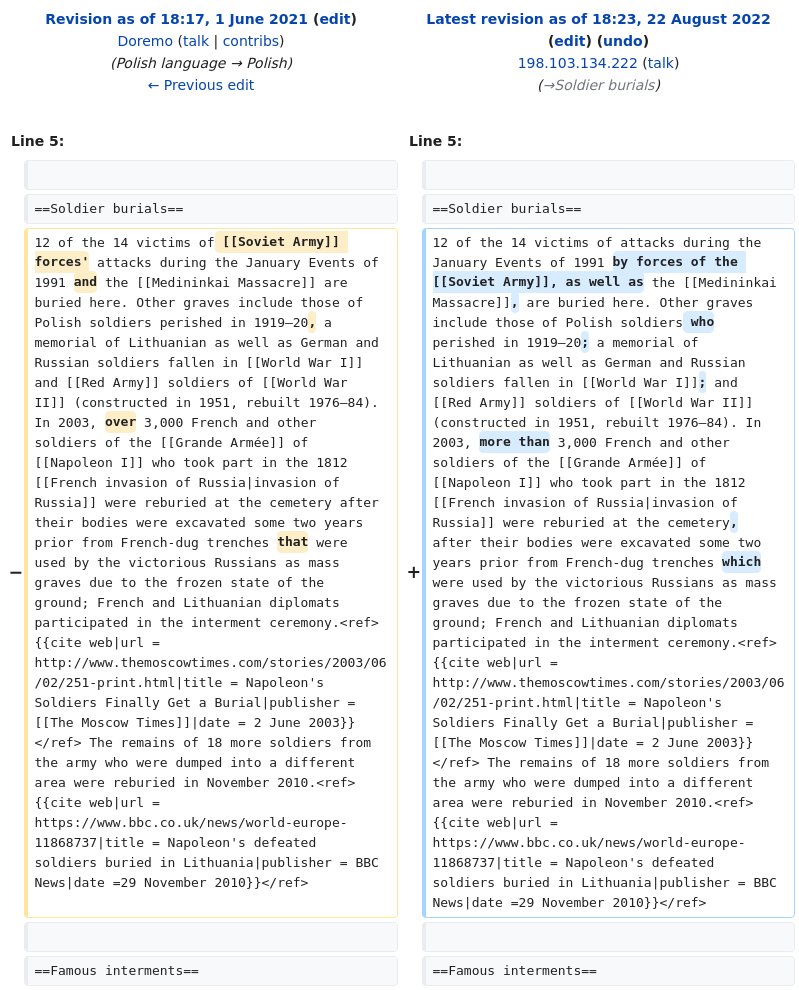 Revision as of 18:17, 1 June 2021 (edit)
Doremo (talk | contribs)
(Polish language → Polish)
← Previous edit
Latest revision as of 18:23, 22 August 2022
(edit) (undo)
198.103.134.222 (talk)
(→Soldier burials)
Line 5:
Line 5:
==Soldier burials==
==Soldier burials==
−
12 of the 14 victims of [[Soviet Army]]
forces' attacks during the January Events of
1991 and the [[Medininkai Massacre]] are
buried here. Other graves include those of
Polish soldiers perished in 1919–20, a
memorial of Lithuanian as well as German and
Russian soldiers fallen in [[World War I]]
and [[Red Army]] soldiers of [[World War
II]] (constructed in 1951, rebuilt 1976–84).
In 2003, over 3,000 French and other
soldiers of the [[Grande Armée]] of
[[Napoleon I]] who took part in the 1812
[[French invasion of Russia|invasion of
Russia]] were reburied at the cemetery after
their bodies were excavated some two years
prior from French-dug trenches that were
used by the victorious Russians as mass
graves due to the frozen state of the
ground; French and Lithuanian diplomats
participated in the interment ceremony.<ref>
{{cite web|url =
http://www.themoscowtimes.com/stories/2003/06
/02/251-print.html|title = Napoleon's
Soldiers Finally Get a Burial|publisher =
[[The Moscow Times]]|date = 2 June 2003}}
</ref> The remains of 18 more soldiers from
the army who were dumped into a different
area were reburied in November 2010.<ref>
{{cite web|url =
https://www.bbc.co.uk/news/world-europe-
11868737|title = Napoleon's defeated
soldiers buried in Lithuania|publisher = BBC
News|date =29 November 2010}}</ref>
+
12 of the 14 victims of attacks during the
January Events of 1991 by forces of the
[[Soviet Army]], as well as the [[Medininkai
Massacre]], are buried here. Other graves
include those of Polish soldiers who
perished in 1919–20; a memorial of
Lithuanian as well as German and Russian
soldiers fallen in [[World War I]]; and
[[Red Army]] soldiers of [[World War II]]
(constructed in 1951, rebuilt 1976–84). In
2003, more than 3,000 French and other
soldiers of the [[Grande Armée]] of
[[Napoleon I]] who took part in the 1812
[[French invasion of Russia|invasion of
Russia]] were reburied at the cemetery,
after their bodies were excavated some two
years prior from French-dug trenches which
were used by the victorious Russians as mass
graves due to the frozen state of the
ground; French and Lithuanian diplomats
participated in the interment ceremony.<ref>
{{cite web|url =
http://www.themoscowtimes.com/stories/2003/06
/02/251-print.html|title = Napoleon's
Soldiers Finally Get a Burial|publisher =
[[The Moscow Times]]|date = 2 June 2003}}
</ref> The remains of 18 more soldiers from
the army who were dumped into a different
area were reburied in November 2010.<ref>
{{cite web|url =
https://www.bbc.co.uk/news/world-europe-
11868737|title = Napoleon's defeated
soldiers buried in Lithuania|publisher = BBC
News|date =29 November 2010}}</ref>
==Famous interments==
==Famous interments==